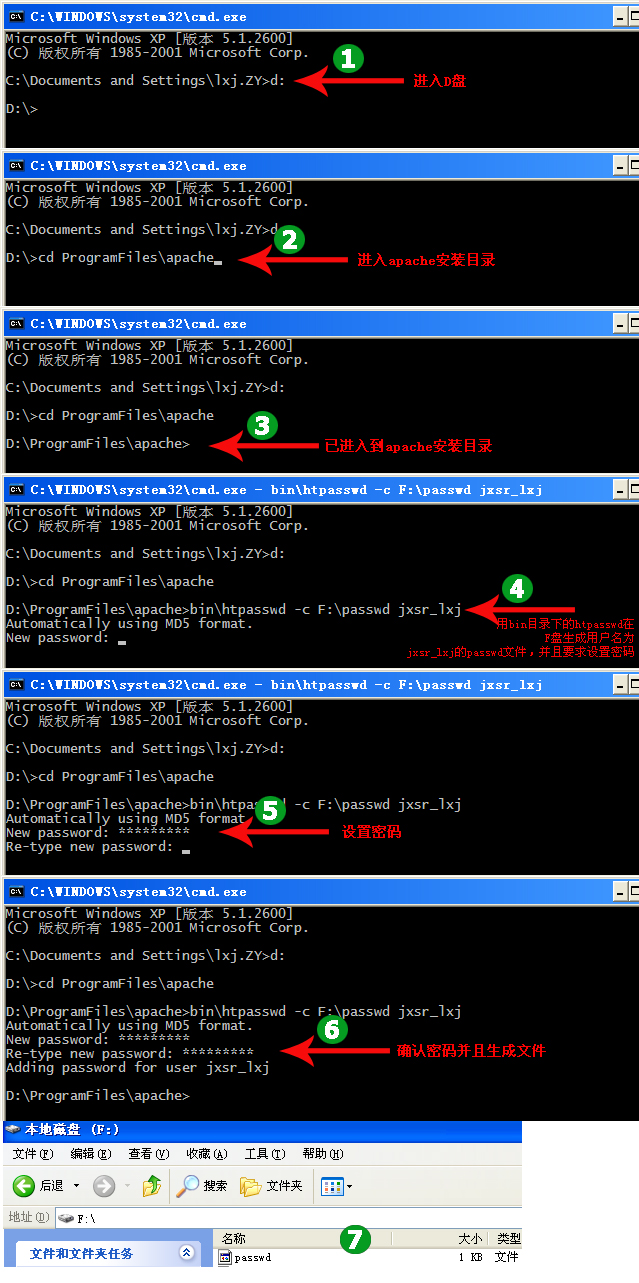 C:\WINDOWS\system32\cmd.exe
Microsoft Windows XP [版本 5.1.2600]
(C) 版权所有 1985-2001 Microsoft Corp.
1
C:\Documents and Settings\lxj.ZY>d:
进入D盘
D:\>
C:\WINDOWS\system32\cmd.exe
Microsoft Windows XP [版本 5.1.2600]
(C) 版权所有 1985-2001 Microsoft Corp.
C:\Documents and Settings\lxj.ZY>d
2
D:\>cd ProgramFiles\apache_
进入apache安装目录
C:\WINDOWS\system32\cmd.exe
Microsoft Windows XP [版本 5.1.2600]
(C) 版权所有 1985-2001 Microsoft Corp.
C:\Documents and Settings\lxj.ZY>d:
D:\>cd ProgramFiles\apache
3
D:\ProgramFiles\apache>
已进入到apache安装目录
C:\WINDOWS\system32\cmd.exe - bin\htpasswd -c F:\passwd jxsr_lxj
Microsoft Windows XP [版本 5.1.2600]
(C) 版权所有 1985-2001 Microsoft Corp.
C:\Documents and Settings\lxj.ZY>d:
D:\>cd ProgramFiles\apache
4
D:\ProgramFiles\apache>bin\htpasswd -c F:\passwd jxsr_lxj
Automatically using MD5 format.
New password: _
用bin目录下的htpasswd在
F盘生成用户名为
jxsr_lxj的passwd文件，并且要求设置密码
C:\WINDOWS\system32\cmd.exe - bin\htpasswd -c F:\passwd jxsr_lxj
Microsoft Windows XP [版本 5.1.2600]
(C) 版权所有 1985-2001 Microsoft Corp.
C:\Documents and Settings\lxj.ZY>d:
D:\>cd ProgramFiles\apache
D:\ProgramFiles\apache>bin\htpa 5 -c F:\passwd jxsr_lxj
Automatically using MD5 format
New password: *********
设置密码
Re-type new password: _
C:\WINDOWS\system32\cmd.exe
Microsoft Windows XP [版本 5.1.2600]
(C) 版权所有 1985-2001 Microsoft Corp.
C:\Documents and Settings\lxj.ZY>d:
D:\>cd ProgramFiles\apache
D:\ProgramFiles\apache>bin\htpasswd -c F:\passwd jxsr_lxj
Automatically using MD5 format.
6
New password: *********
Re-type new password: *********
确认密码并且生成文件
Adding password for user jxsr_lxj
D:\ProgramFiles\apache>
本地磁盘 (F:)
文件(F) 编辑(E) 查看(V) 收藏(A) 工具(T) 帮助(H)
后退 搜索 文件夹
地址(D) F:\
名称 大小 类型
7
文件和文件夹任务
passwd 1 KB 文件